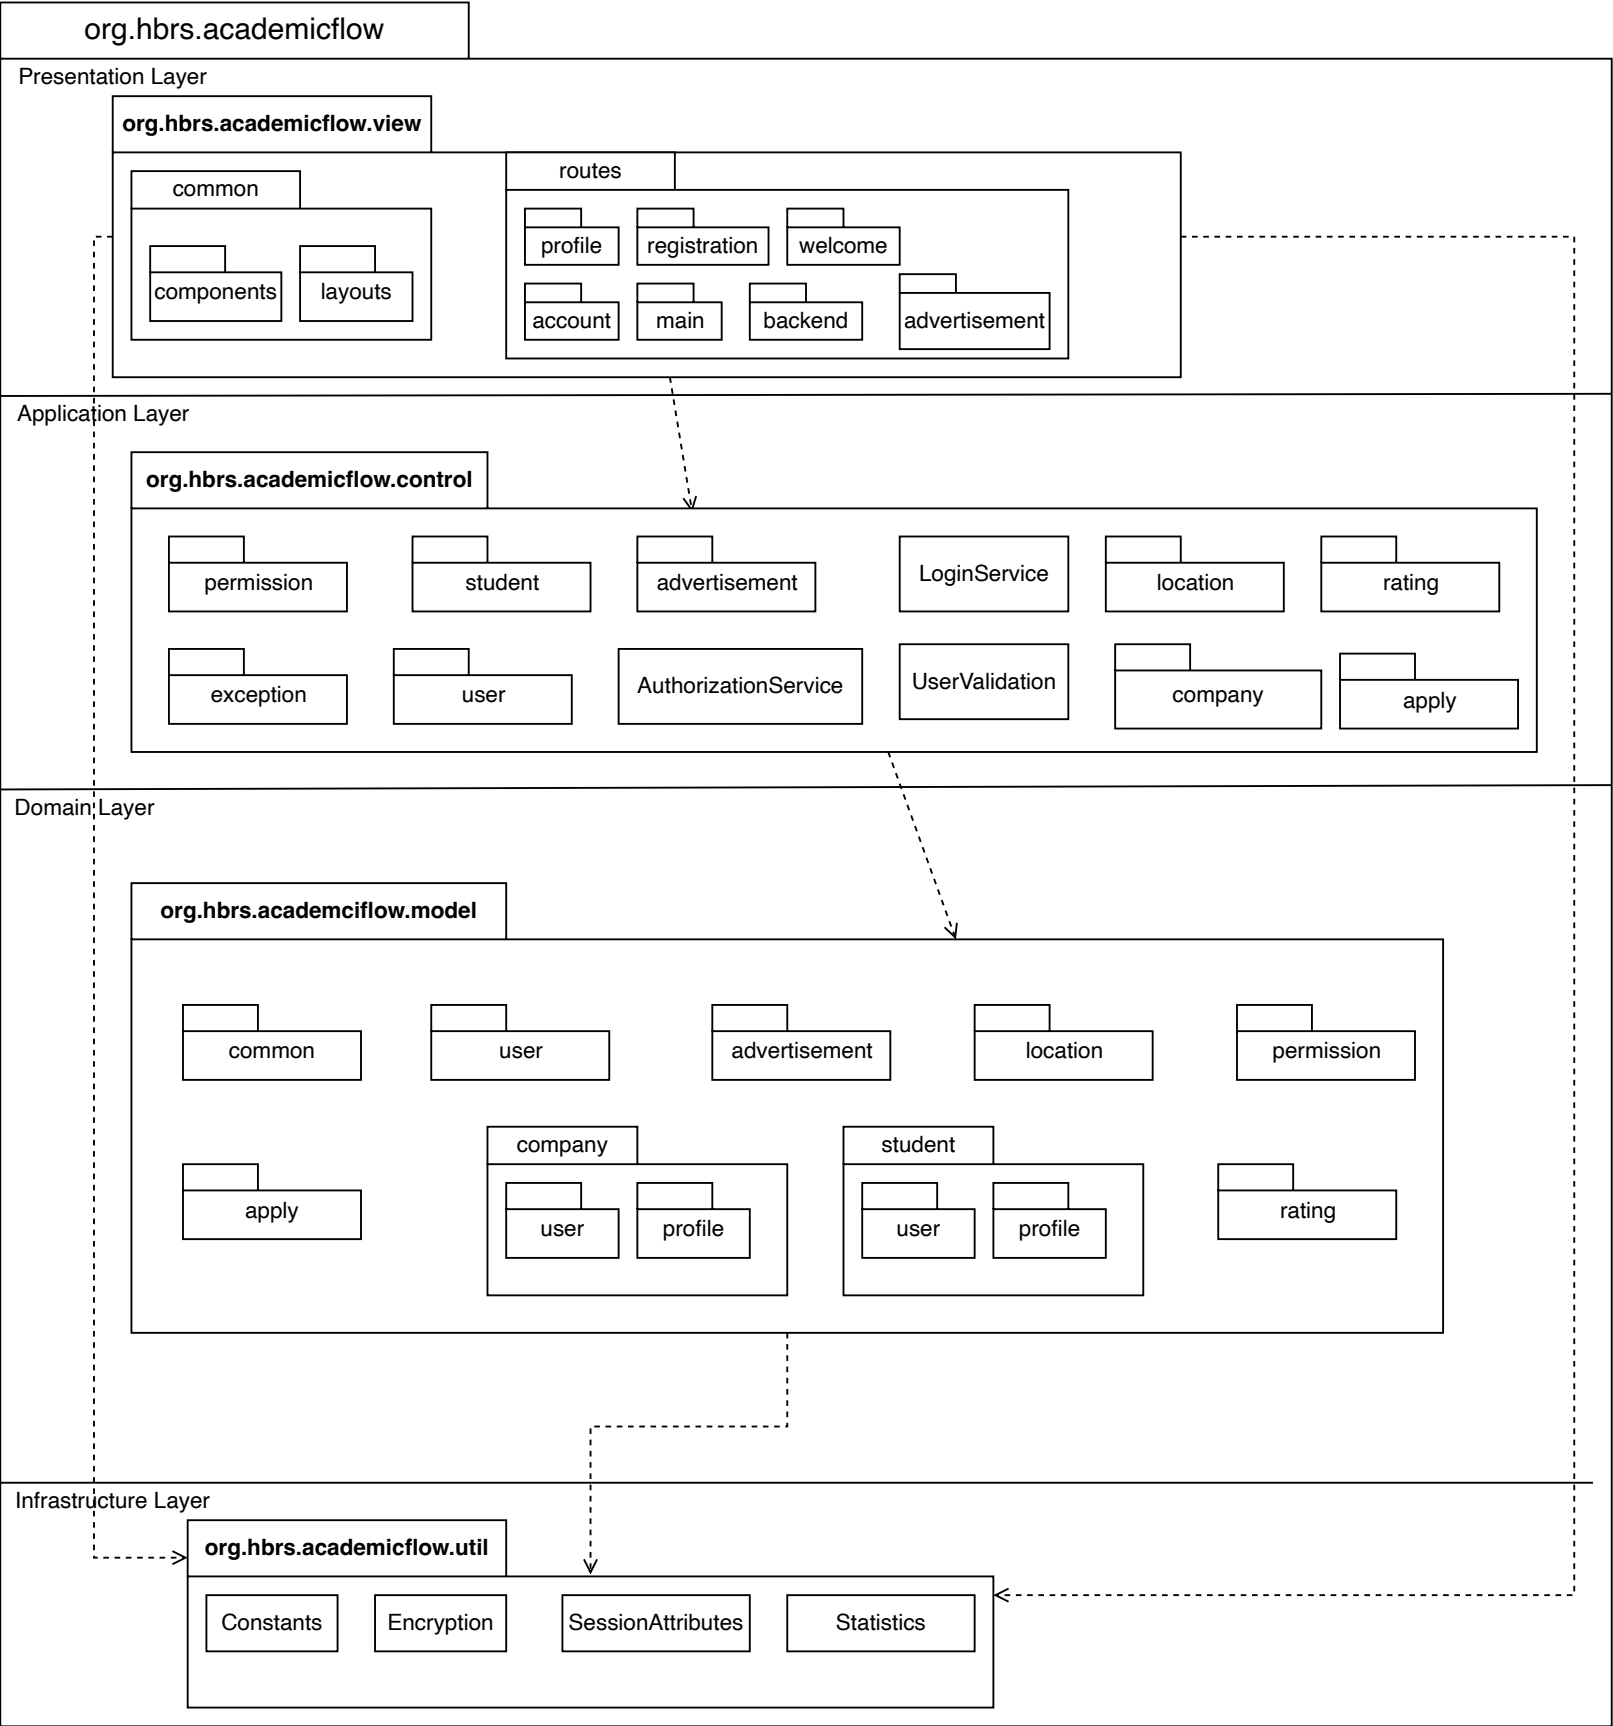 org.hbrs.academicflow
Presentation Layer
org.hbrs.academicflow.view
common
routes
profile
registration
welcome
components
layouts
account
main
backend
advertisement
Application Layer
org.hbrs.academicflow.control
permission
student
advertisement
LoginService
location
rating
exception
user
AuthorizationService
UserValidation
company
apply
Domain Layer
org.hbrs.academciflow.model
common
user
advertisement
location
permission
company
student
apply
user
profile
user
profile
rating
Infrastructure Layer
org.hbrs.academicflow.util
Constants
Encryption
SessionAttributes
Statistics